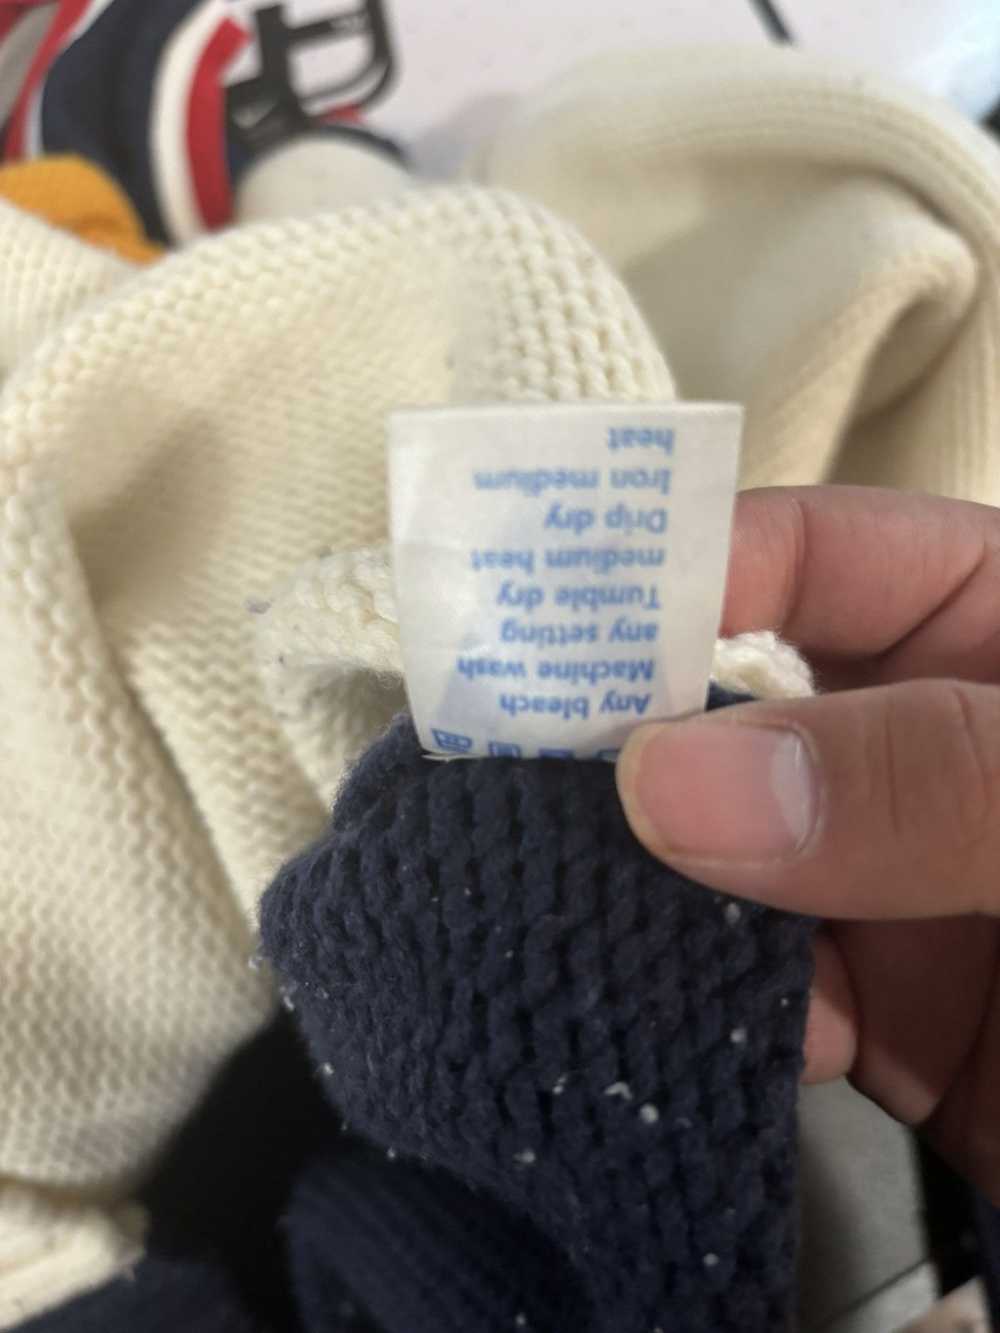 Any bleach
Machine wash
any setting
Tumble dry
medium heat
Drip dry
Iron medium
heat